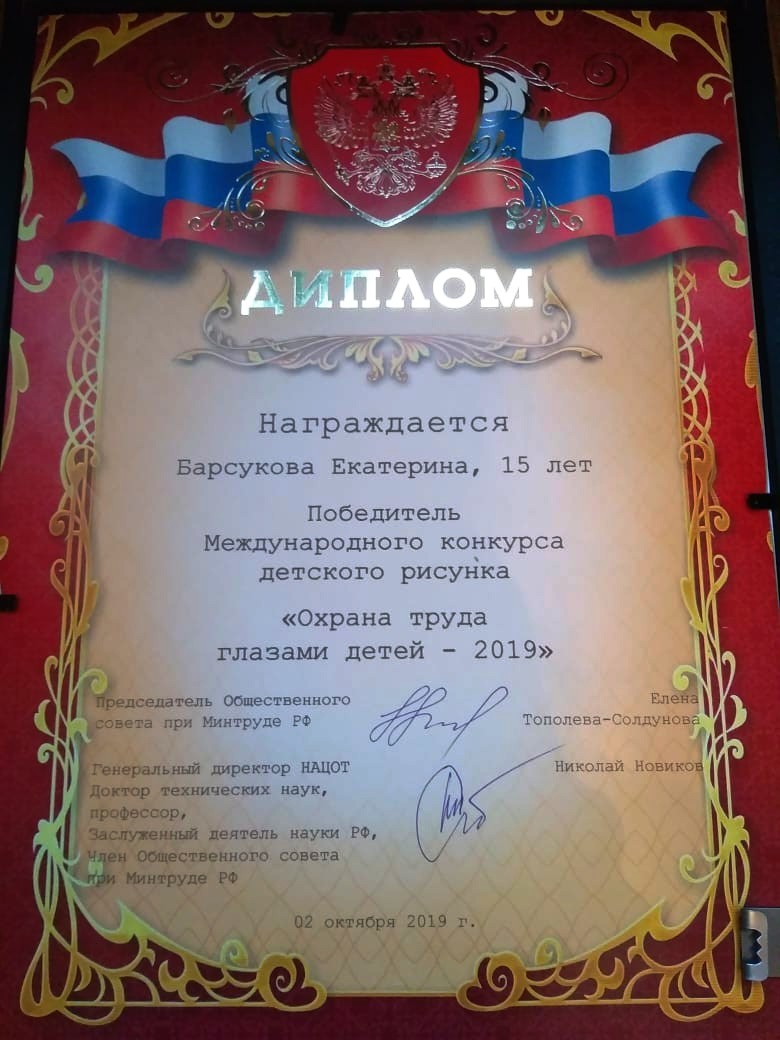 ДИПЛОМ
Награждается
Барсукова Екатерина, 15 лет
Победитель
Международного конкурса
детского рисунка
«Охрана труда
глазами детей - 2019»
Председатель Общественного
совета при Минтруде РФ
Елена
Тополева-Солдунова
Генеральный директор НАЦОТ
Доктор технических наук,
профессор,
Заслуженный деятель науки РФ,
Член Общественного совета
при Минтруде РФ
Николай Новиков
02 октября 2019 г.